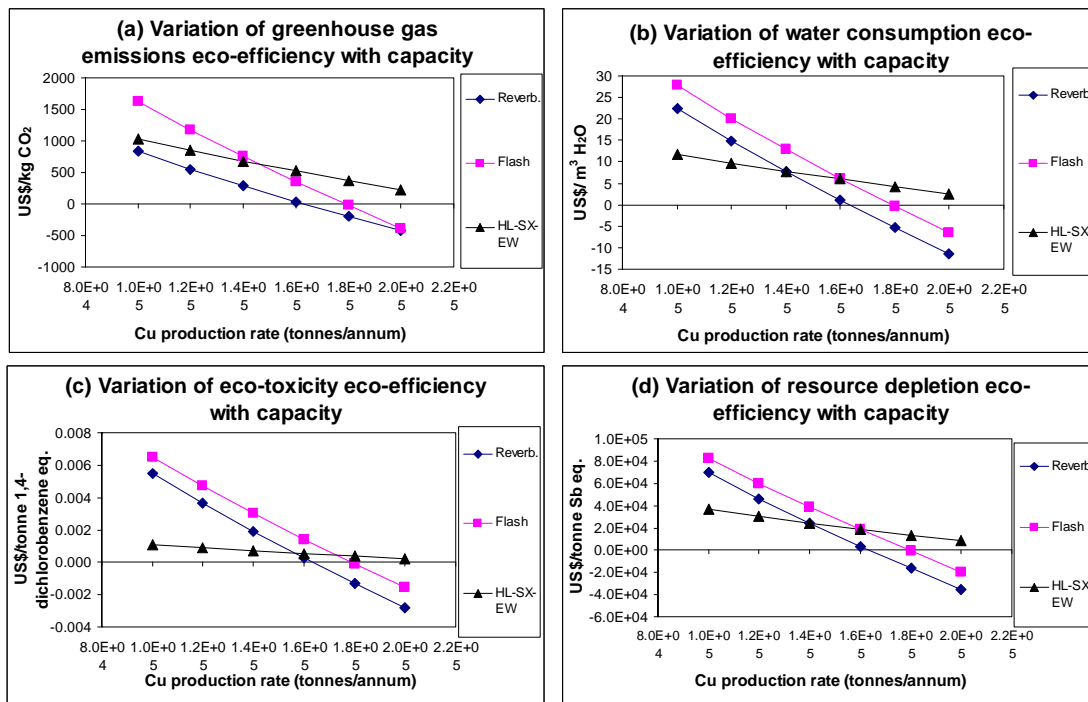 (a) Variation of greenhouse gas
emissions eco-efficiency with capacity
2000
1500
1000
500
0
-500
-1000
US$/kg CO₂
8.0E+0 1.0E+0 1.2E+0 1.4E+0 1.6E+0 1.8E+0 2.0E+0 2.2E+0
4 5 5 5 5 5 5 5
Cu production rate (tonnes/annum)
Reverb.
Flash
HL-SX-
EW
(b) Variation of water consumption eco-
efficiency with capacity
30
25
20
15
10
5
0
-5
-10
-15
US$/ m³ H₂O
8.0E+0 1.0E+0 1.2E+0 1.4E+0 1.6E+0 1.8E+0 2.0E+0 2.2E+0
4 5 5 5 5 5 5 5
Cu production rate (tonnes/annum)
Reverb.
Flash
HL-SX-
EW
(c) Variation of eco-toxicity eco-efficiency
with capacity
0.008
0.006
0.004
0.002
0.000
-0.002
-0.004
US$/tonne 1,4-
dichlorobenzene eq.
8.0E+0 1.0E+0 1.2E+0 1.4E+0 1.6E+0 1.8E+0 2.0E+0 2.2E+0
4 5 5 5 5 5 5 5
Cu production rate (tonnes/annum)
Reverb.
Flash
HL-SX-
EW
(d) Variation of resource depletion eco-
efficiency with capacity
1.0E+05
8.0E+04
6.0E+04
4.0E+04
2.0E+04
0.0E+00
-2.0E+04
-4.0E+04
-6.0E+04
US$/tonne Sb eq.
8.0E+0 1.0E+0 1.2E+0 1.4E+0 1.6E+0 1.8E+0 2.0E+0 2.2E+0
4 5 5 5 5 5 5 5
Cu production rate (tonnes/annum)
Reverb.
Flash
HL-SX-
EW